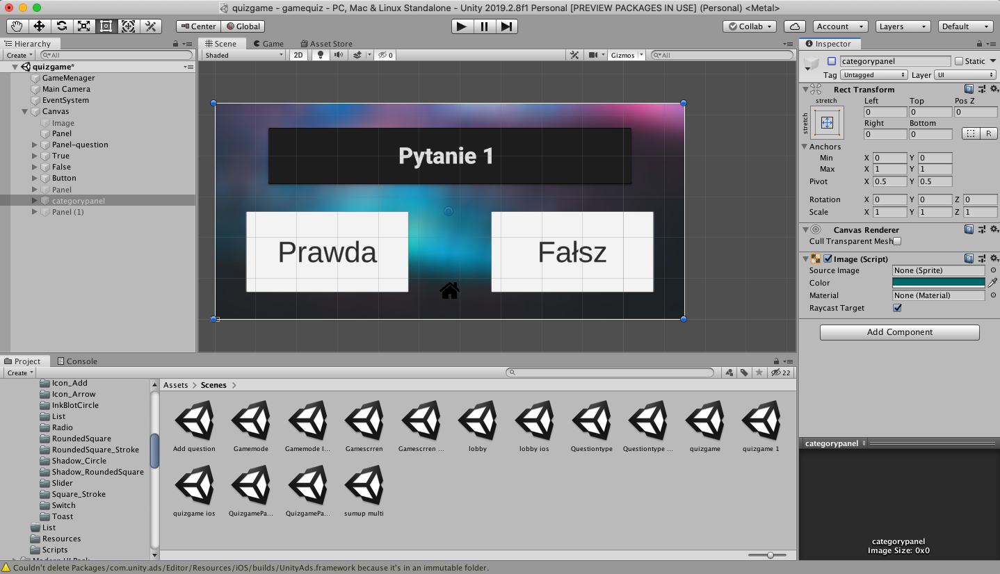 quizgame - gamequiz - PC, Mac & Linux Standalone - Unity 2019.2.8f1 Personal [PREVIEW PACKAGES IN USE] (Personal) <Metal>
Center Global Collab Account Layers Default
Hierarchy
Create All
quizgame*
GameMenager
Main Camera
EventSystem
Canvas
Image
Panel
Panel-question
True
False
Button
Panel
categorypanel
Panel (1)
Scene Game Asset Store
Shaded 2D 0 Gizmos All
Pytanie 1
Prawda
Fałsz
Inspector
categorypanel Static
Tag Untagged Layer UI
Rect Transform
stretch Left Top Pos Z
stretch 0 0 0
Right Bottom
0 0 R
Anchors
Min X 0 Y 0
Max X 1 Y 1
Pivot X 0.5 Y 0.5
Rotation X 0 Y 0 Z 0
Scale X 1 Y 1 Z 1
Canvas Renderer
Cull Transparent Mesh
Image (Script)
Source Image None (Sprite)
Color
Material None (Material)
Raycast Target
Add Component
Project Console
Create 22
Icon_Add
Icon_Arrow
InkBlotCircle
List
Radio
RoundedSquare
RoundedSquare_Stroke
Shadow_Circle
Shadow_RoundedSquare
Slider
Square_Stroke
Switch
Toast
List
Resources
Scripts
Modern UI Pack
Assets Scenes
Add question Gamemode Gamemode I... Gamescrren Gamescrren ... lobby lobby ios Questiontype Questiontype ... quizgame quizgame 1
quizgame ios QuizgamePa... QuizgamePa... sumup multi
categorypanel
categorypanel
Image Size: 0x0
Couldn't delete Packages/com.unity.ads/Editor/Resources/iOS/builds/UnityAds.framework because it's in an immutable folder.